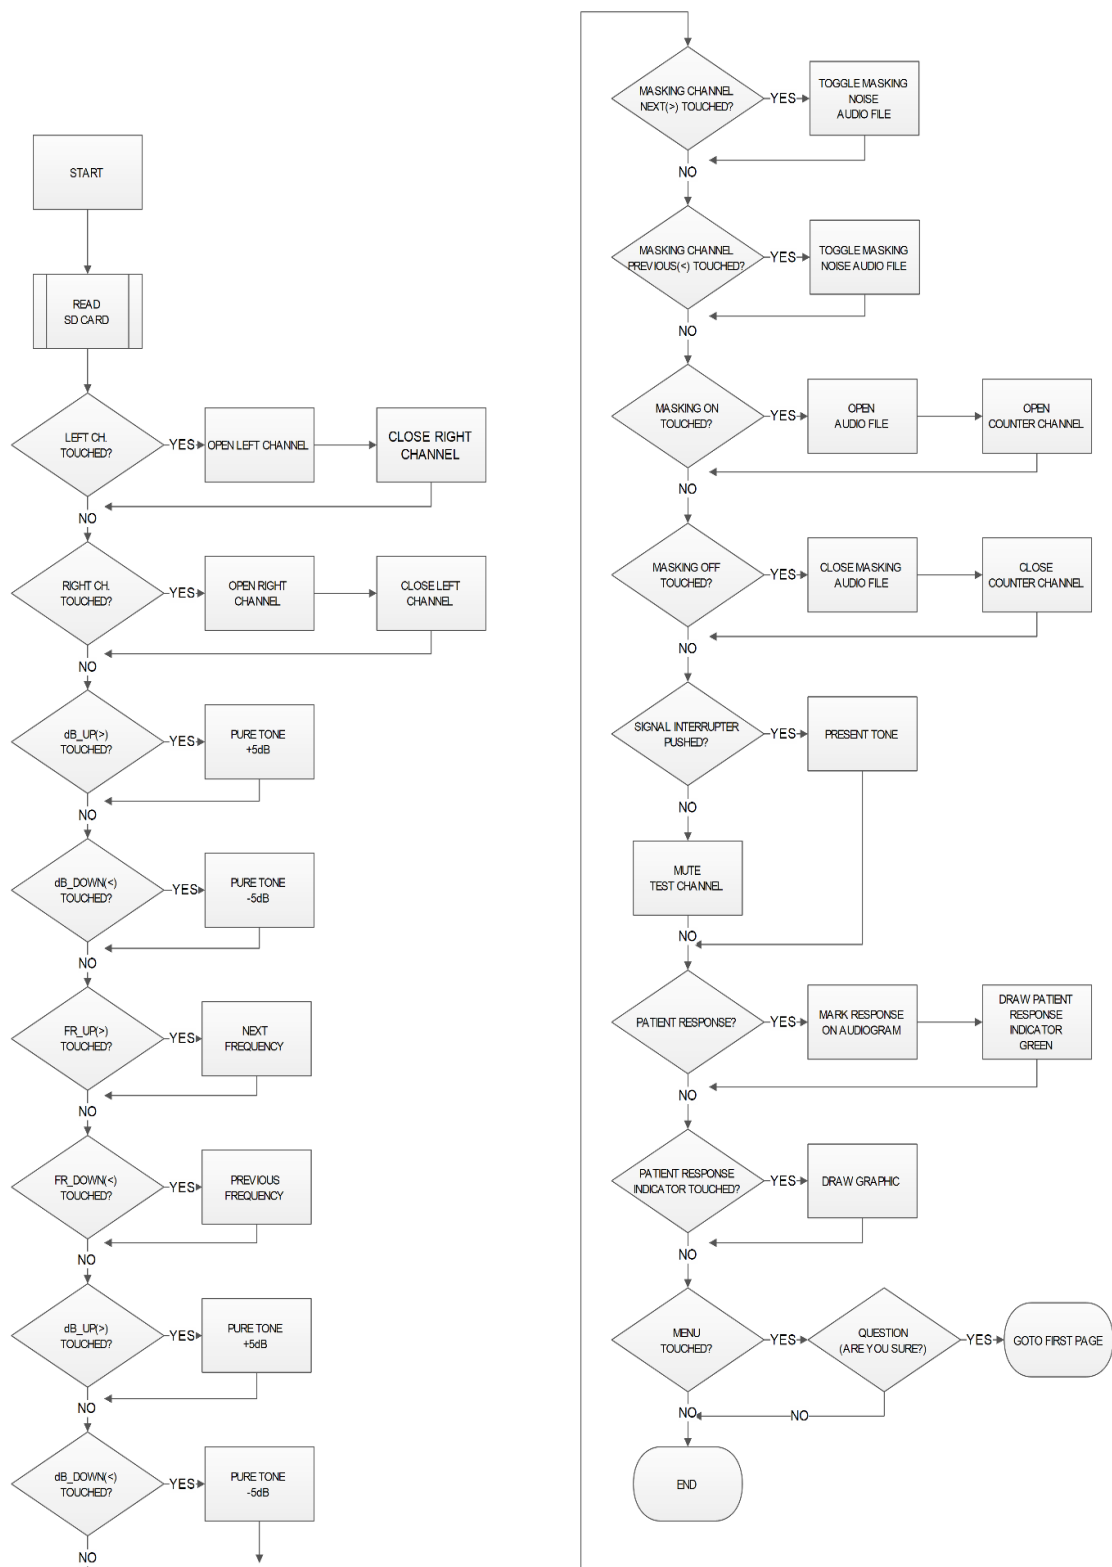 START
READ
SD CARD
LEFT CH.
TOUCHED?
YES
OPEN LEFT CHANNEL
CLOSE RIGHT
CHANNEL
NO
RIGHT CH.
TOUCHED?
YES
OPEN RIGHT
CHANNEL
CLOSE LEFT
CHANNEL
NO
dB_UP(>)
TOUCHED?
YES
PURE TONE
+5dB
NO
dB_DOWN(<)
TOUCHED?
YES
PURE TONE
-5dB
NO
FR_UP(>)
TOUCHED?
YES
NEXT
FREQUENCY
NO
FR_DOWN(<)
TOUCHED?
YES
PREVIOUS
FREQUENCY
NO
dB_UP(>)
TOUCHED?
YES
PURE TONE
+5dB
NO
dB_DOWN(<)
TOUCHED?
YES
PURE TONE
-5dB
NO
MASKING CHANNEL
NEXT(>) TOUCHED?
YES
TOGGLE MASKING
NOISE
AUDIO FILE
NO
MASKING CHANNEL
PREVIOUS(<) TOUCHED?
YES
TOGGLE MASKING
NOISE AUDIO FILE
NO
MASKING ON
TOUCHED?
YES
OPEN
AUDIO FILE
OPEN
COUNTER CHANNEL
NO
MASKING OFF
TOUCHED?
YES
CLOSE MASKING
AUDIO FILE
CLOSE
COUNTER CHANNEL
NO
SIGNAL INTERRUPTER
PUSHED?
YES
PRESENT TONE
NO
MUTE
TEST CHANNEL
NO
PATIENT RESPONSE?
YES
MARK RESPONSE
ON AUDIOGRAM
DRAW PATIENT
RESPONSE
INDICATOR
GREEN
NO
PATIENT RESPONSE
INDICATOR TOUCHED?
YES
DRAW GRAPHIC
NO
MENU
TOUCHED?
YES
QUESTION
(ARE YOU SURE?)
YES
GOTO FIRST PAGE
NO
NO
END